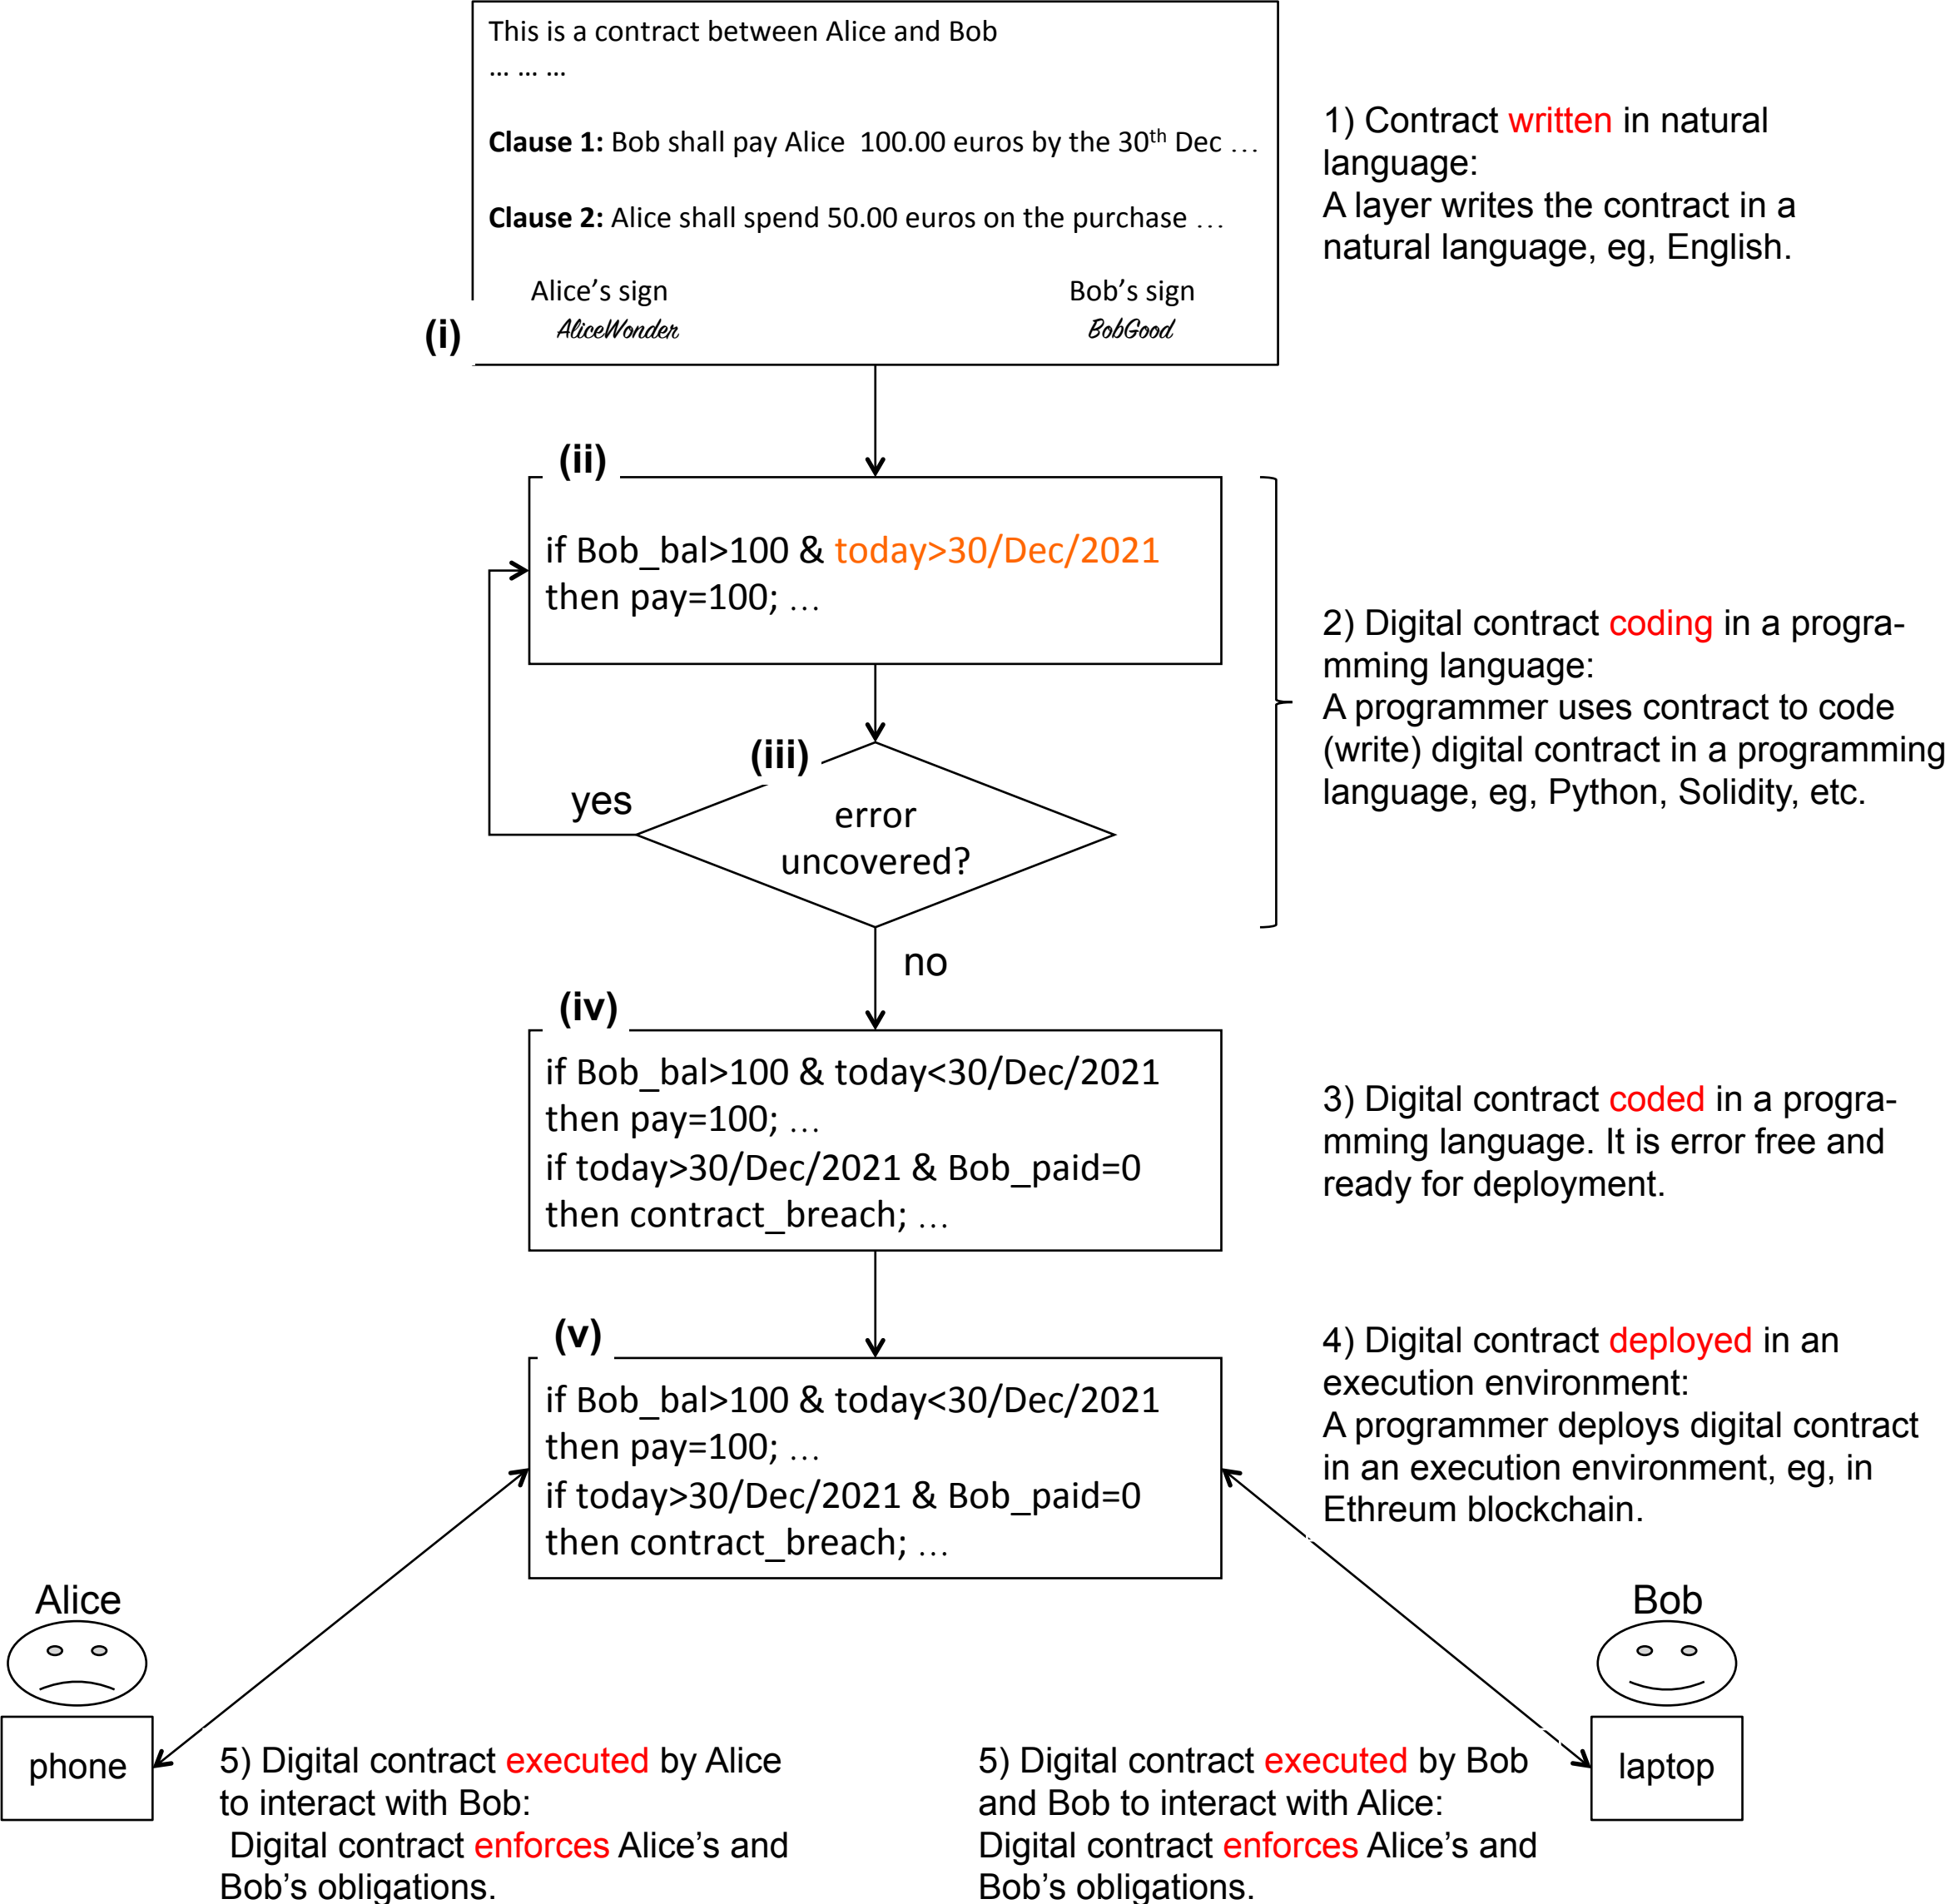 This is a contract between Alice and Bob
... ... ...
Clause 1: Bob shall pay Alice 100.00 euros by the 30th Dec ...
Clause 2: Alice shall spend 50.00 euros on the purchase ...
Alice's sign
Bob's sign
AliceWonder
BobGood
(i)
1) Contract written in natural
language:
A layer writes the contract in a
natural language, eg, English.
(ii)
if Bob_bal>100 & today>30/Dec/2021
then pay=100; ...
(iii)
yes
error
uncovered?
no
2) Digital contract coding in a progra-
mming language:
A programmer uses contract to code
(write) digital contract in a programming
language, eg, Python, Solidity, etc.
(iv)
if Bob_bal>100 & today<30/Dec/2021
then pay=100; ...
if today>30/Dec/2021 & Bob_paid=0
then contract_breach; ...
3) Digital contract coded in a progra-
mming language. It is error free and
ready for deployment.
(v)
if Bob_bal>100 & today<30/Dec/2021
then pay=100; ...
if today>30/Dec/2021 & Bob_paid=0
then contract_breach; ...
4) Digital contract deployed in an
execution environment:
A programmer deploys digital contract
in an execution environment, eg, in
Ethreum blockchain.
Alice
phone
Bob
laptop
5) Digital contract executed by Alice
to interact with Bob:
Digital contract enforces Alice's and
Bob's obligations.
5) Digital contract executed by Bob
and Bob to interact with Alice:
Digital contract enforces Alice's and
Bob's obligations.